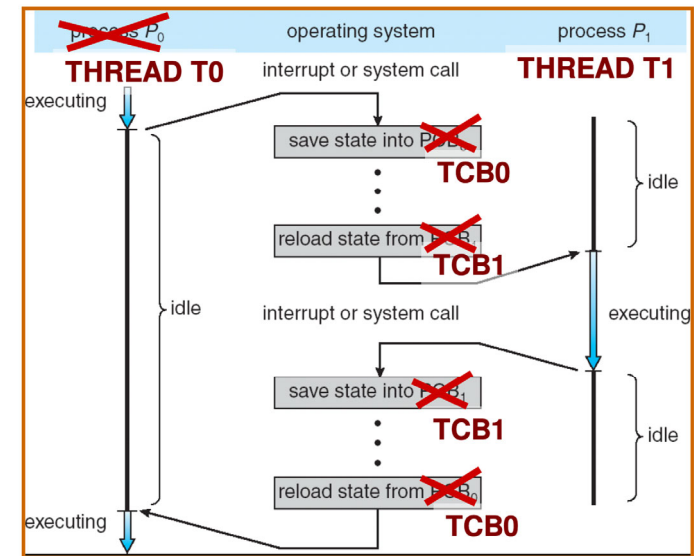 process P0 operating system process P1
THREAD T0 interrupt or system call THREAD T1
executing
save state into PCB0
TCB0
idle
reload state from PCB1
TCB1
idle interrupt or system call executing
save state into PCB1
TCB1
idle
reload state from PCB0
TCB0
executing